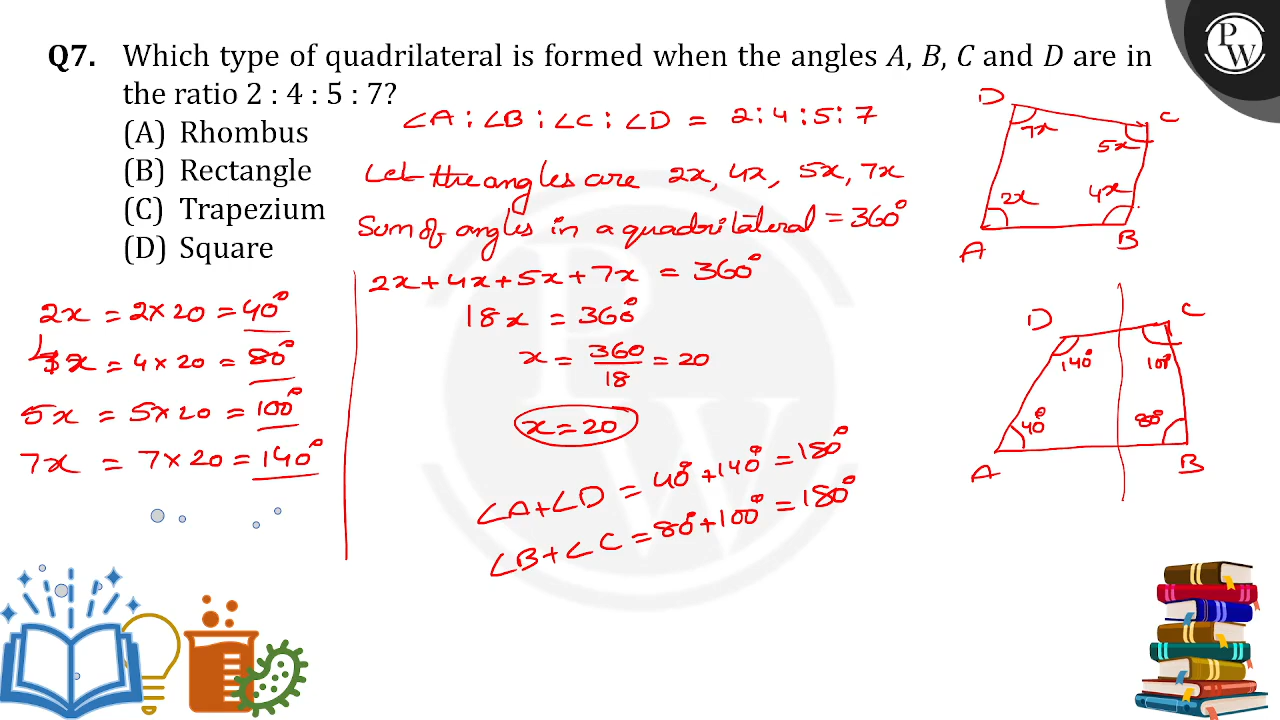 Q7. Which type of quadrilateral is formed when the angles A, B, C and D are in
the ratio 2 : 4 : 5 : 7?
(A) Rhombus
(B) Rectangle
(C) Trapezium
(D) Square
∠A : ∠B : ∠C : ∠D = 2 : 4 : 5 : 7
Let the angles are 2x, 4x, 5x, 7x
Sum of angles in a quadrilateral = 360°
2x + 4x + 5x + 7x = 360°
18x = 360°
x = 360/18 = 20
x = 20
∠A + ∠D = 40° + 140° = 180°
∠B + ∠C = 80° + 100° = 180°
2x = 2 × 20 = 40°
4x = 4 × 20 = 80°
5x = 5 × 20 = 100°
7x = 7 × 20 = 140°
D C
7x 5x
2x 4x
A B
D C
140° 100°
40° 80°
A B
PW
PW